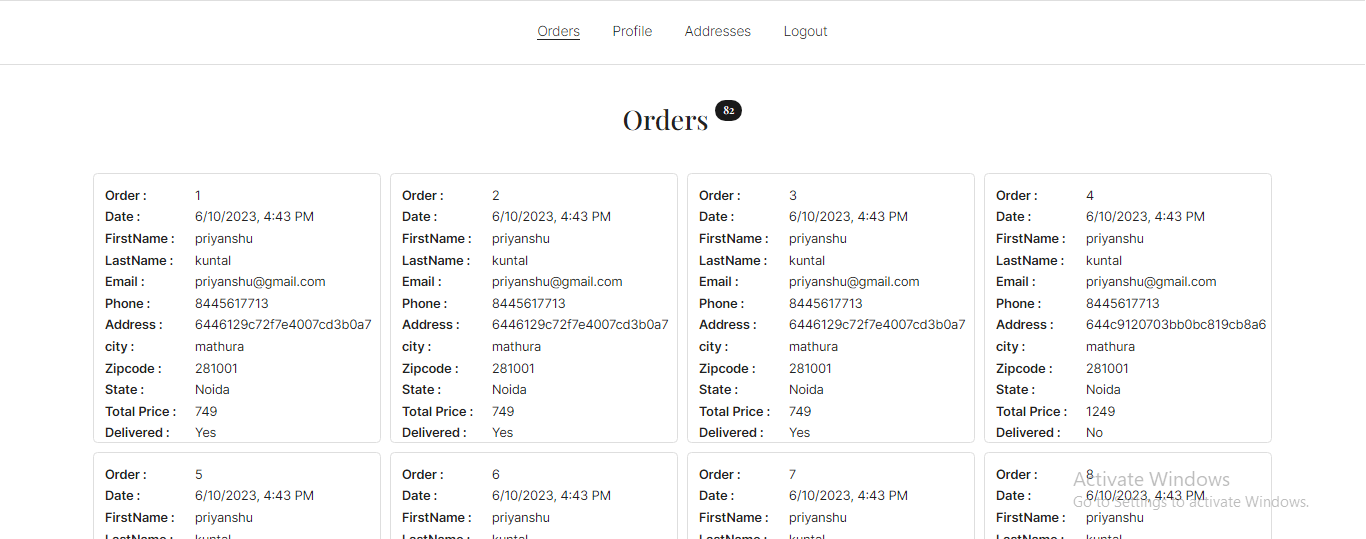 Orders Profile Addresses Logout
Orders 82
Order : 1
Date : 6/10/2023, 4:43 PM
FirstName : priyanshu
LastName : kuntal
Email : priyanshu@gmail.com
Phone : 8445617713
Address : 6446129c72f7e4007cd3b0a7
city : mathura
Zipcode : 281001
State : Noida
Total Price : 749
Delivered : Yes
Order : 2
Date : 6/10/2023, 4:43 PM
FirstName : priyanshu
LastName : kuntal
Email : priyanshu@gmail.com
Phone : 8445617713
Address : 6446129c72f7e4007cd3b0a7
city : mathura
Zipcode : 281001
State : Noida
Total Price : 749
Delivered : Yes
Order : 3
Date : 6/10/2023, 4:43 PM
FirstName : priyanshu
LastName : kuntal
Email : priyanshu@gmail.com
Phone : 8445617713
Address : 6446129c72f7e4007cd3b0a7
city : mathura
Zipcode : 281001
State : Noida
Total Price : 749
Delivered : Yes
Order : 4
Date : 6/10/2023, 4:43 PM
FirstName : priyanshu
LastName : kuntal
Email : priyanshu@gmail.com
Phone : 8445617713
Address : 644c9120703bb0bc819cb8a6
city : mathura
Zipcode : 281001
State : Noida
Total Price : 1249
Delivered : No
Order : 5
Date : 6/10/2023, 4:43 PM
FirstName : priyanshu
LastName : kuntal
Order : 6
Date : 6/10/2023, 4:43 PM
FirstName : priyanshu
LastName : kuntal
Order : 7
Date : 6/10/2023, 4:43 PM
FirstName : priyanshu
LastName : kuntal
Order : 8
Date : 6/10/2023, 4:43 PM
FirstName : priyanshu
LastName : kuntal
Activate Windows
Go to Settings to activate Windows.